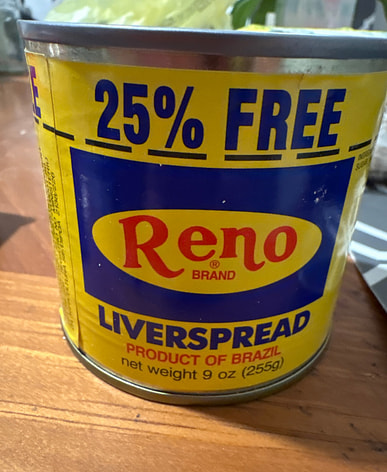 25% FREE
Reno
®
BRAND
LIVERSPREAD
PRODUCT OF BRAZIL
net weight 9 oz (255g)